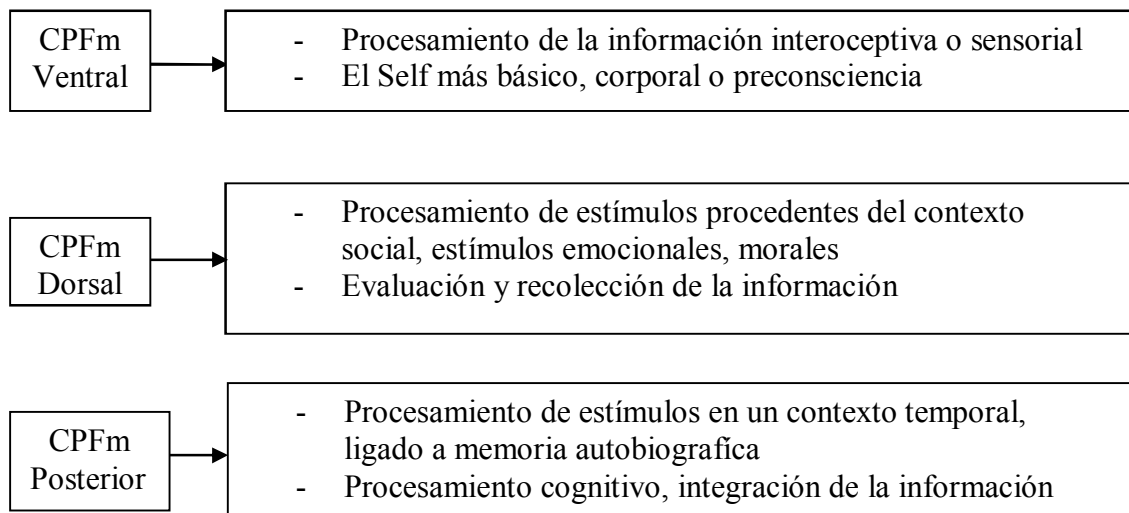 CPFm
Ventral
- Procesamiento de la información interoceptiva o sensorial
- El Self más básico, corporal o preconsciencia
CPFm
Dorsal
- Procesamiento de estímulos procedentes del contexto
social, estímulos emocionales, morales
- Evaluación y recolección de la información
CPFm
Posterior
- Procesamiento de estímulos en un contexto temporal,
ligado a memoria autobiografíca
- Procesamiento cognitivo, integración de la información